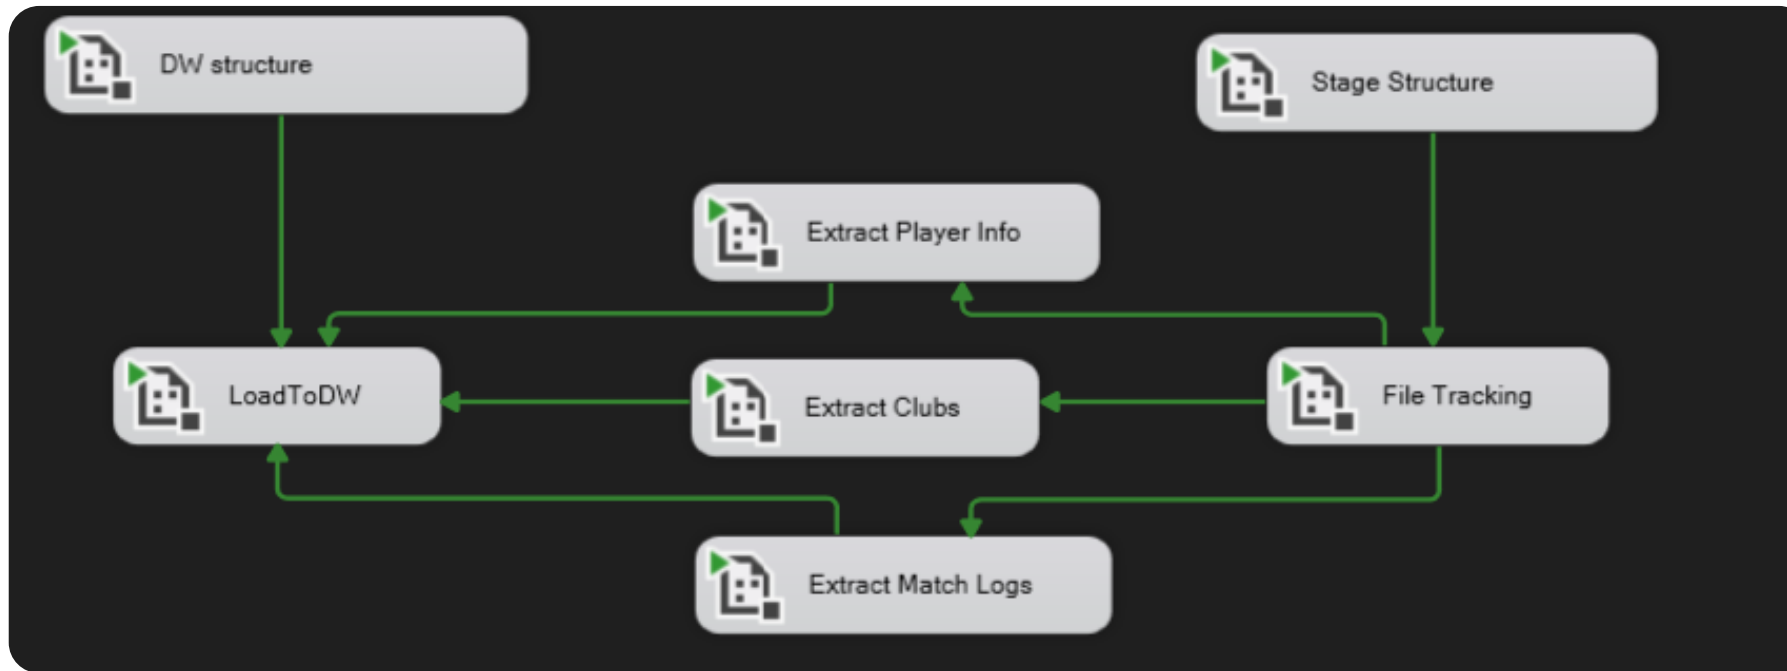 DW structure
Stage Structure
Extract Player Info
LoadToDW
Extract Clubs
File Tracking
Extract Match Logs